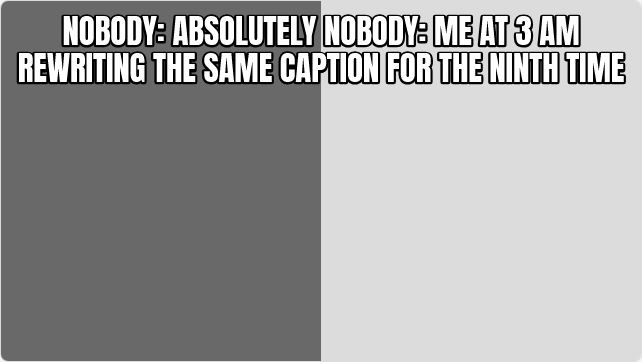 NOBODY: ABSOLUTELY NOBODY: ME AT 3 AM
REWRITING THE SAME CAPTION FOR THE NINTH TIME